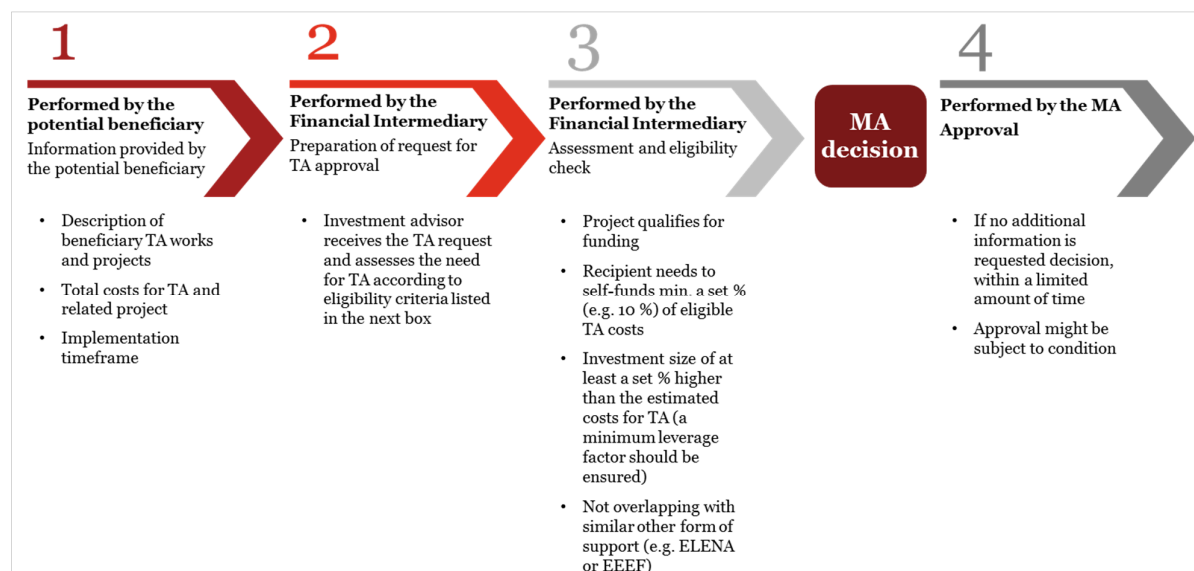 1
Performed by the
potential beneficiary
Information provided by
the potential beneficiary
• Description of
beneficiary TA works
and projects
• Total costs for TA and
related project
• Implementation
timeframe
2
Performed by the
Financial Intermediary
Preparation of request for
TA approval
• Investment advisor
receives the TA request
and assesses the need
for TA according to
eligibility criteria listed
in the next box
3
Performed by the
Financial Intermediary
Assessment and eligibility
check
• Project qualifies for
funding
• Recipient needs to
self-funds min. a set %
(e.g. 10 %) of eligible
TA costs
• Investment size of at
least a set % higher
than the estimated
costs for TA (a
minimum leverage
factor should be
ensured)
• Not overlapping with
similar other form of
support (e.g. ELENA
or EEEF)
MA
decision
4
Performed by the MA
Approval
• If no additional
information is
requested decision,
within a limited
amount of time
• Approval might be
subject to condition